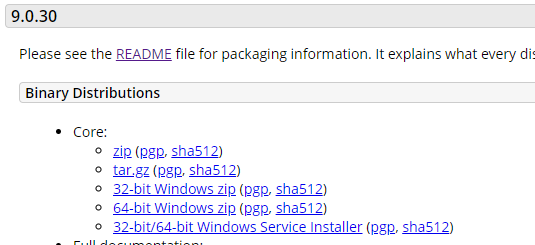 9.0.30
Please see the README file for packaging information. It explains what every
Binary Distributions
Core:
zip (pgp, sha512)
tar.gz (pgp, sha512)
32-bit Windows zip (pgp, sha512)
64-bit Windows zip (pgp, sha512)
32-bit/64-bit Windows Service Installer (pgp, sha512)
Full documentation: